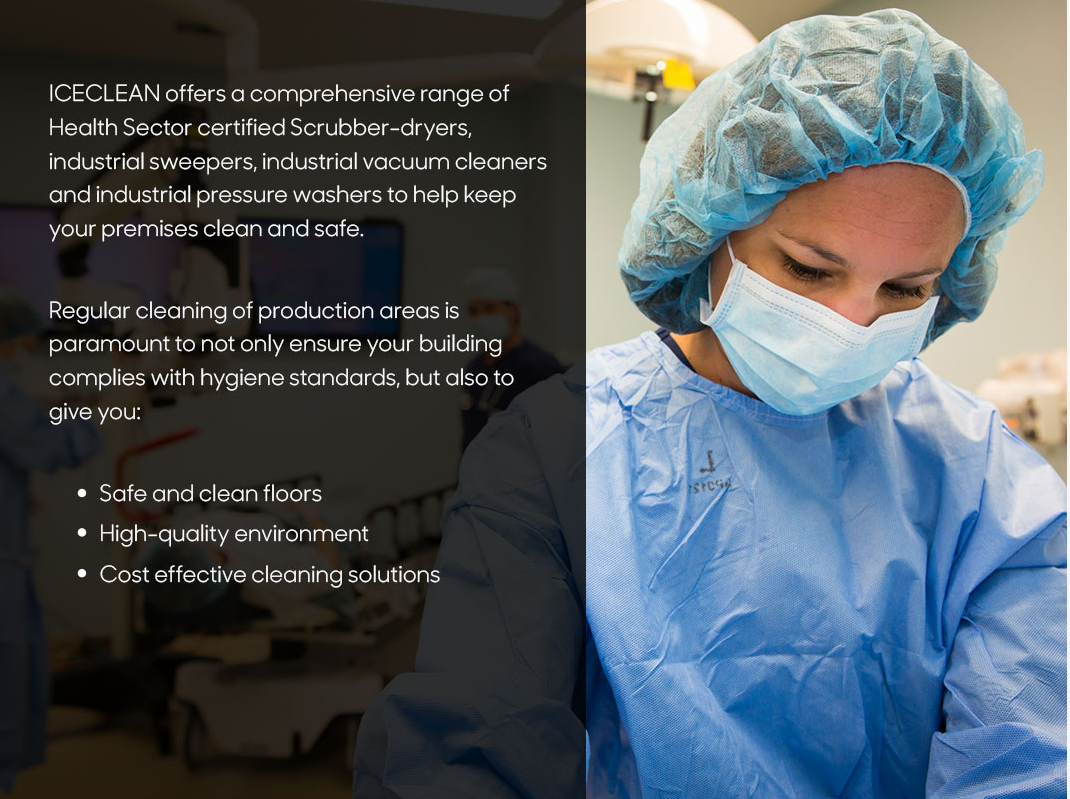 ICECLEAN offers a comprehensive range of
Health Sector certified Scrubber-dryers,
industrial sweepers, industrial vacuum cleaners
and industrial pressure washers to help keep
your premises clean and safe.
Regular cleaning of production areas is
paramount to not only ensure your building
complies with hygiene standards, but also to
give you:
• Safe and clean floors
• High-quality environment
• Cost effective cleaning solutions
L